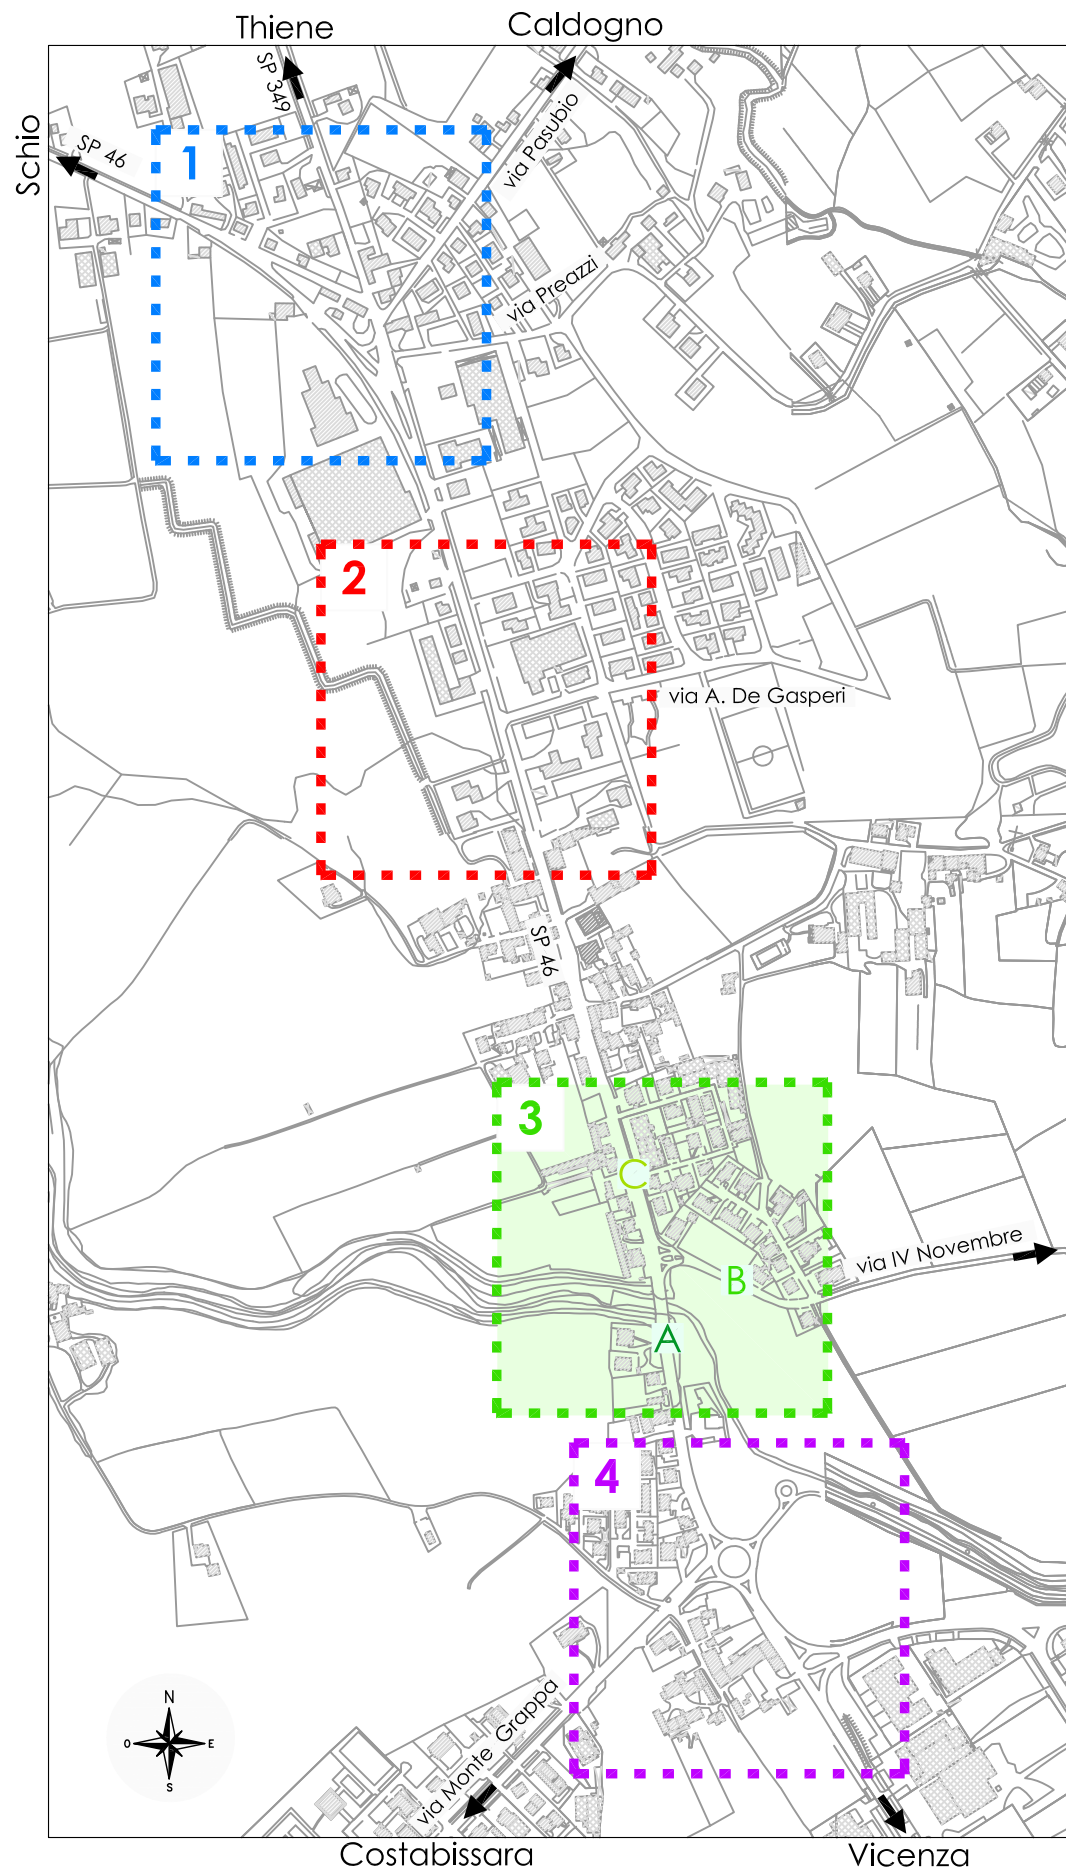 Thiene
Caldogno
Schio
SP 46
SP 349
via Pasubio
1
via Preazzi
2
via A. De Gasperi
SP 46
3
C
B
via IV Novembre
A
4
N
O
E
S
via Monte Grappa
Costabissara
Vicenza